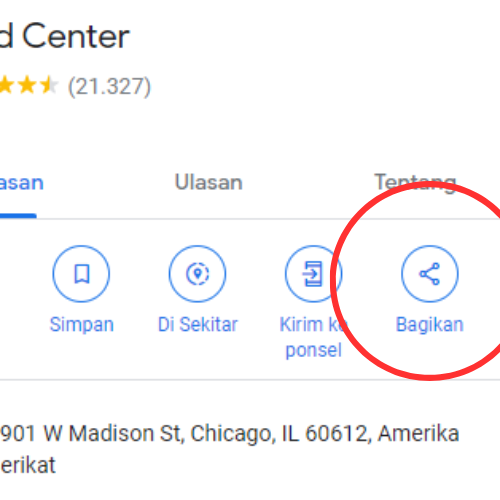 d Center
(21.327)
asan Ulasan Tentang
Simpan Di Sekitar Kirim ke Bagikan
ponsel
901 W Madison St, Chicago, IL 60612, Amerika
erikat